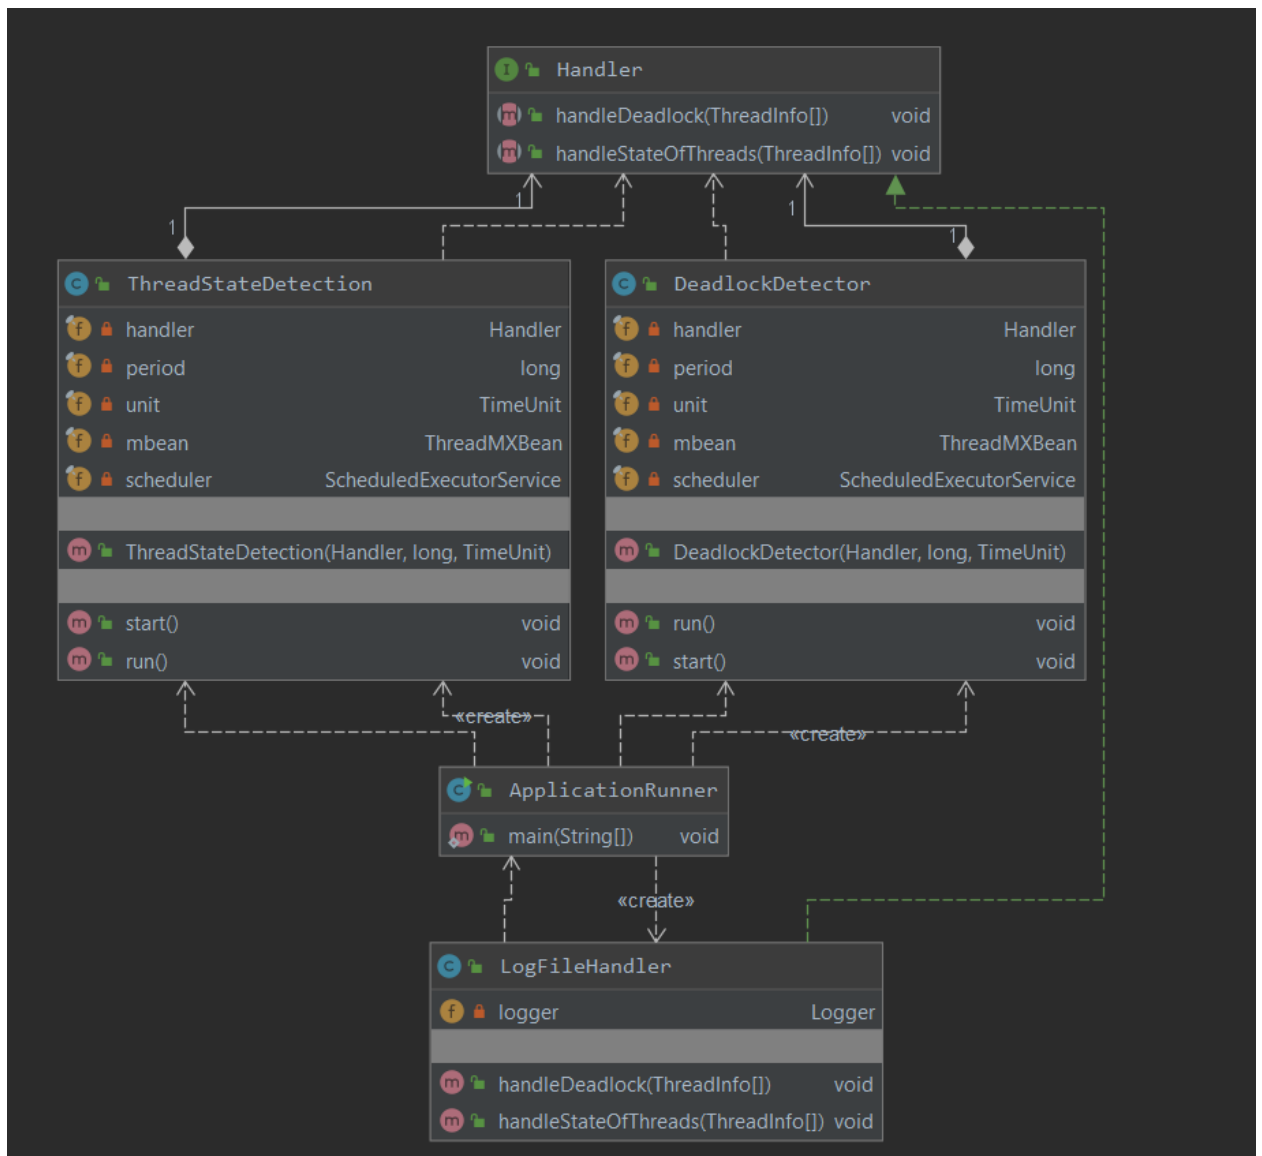 Handler
handleDeadlock(ThreadInfo[]) void
handleStateOfThreads(ThreadInfo[]) void
1 1 1 1
ThreadStateDetection
handler Handler
period long
unit TimeUnit
mbean ThreadMXBean
scheduler ScheduledExecutorService
ThreadStateDetection(Handler, long, TimeUnit)
start() void
run() void
DeadlockDetector
handler Handler
period long
unit TimeUnit
mbean ThreadMXBean
scheduler ScheduledExecutorService
DeadlockDetector(Handler, long, TimeUnit)
run() void
start() void
«create»
«create»
ApplicationRunner
main(String[]) void
«create»
LogFileHandler
logger Logger
handleDeadlock(ThreadInfo[]) void
handleStateOfThreads(ThreadInfo[]) void